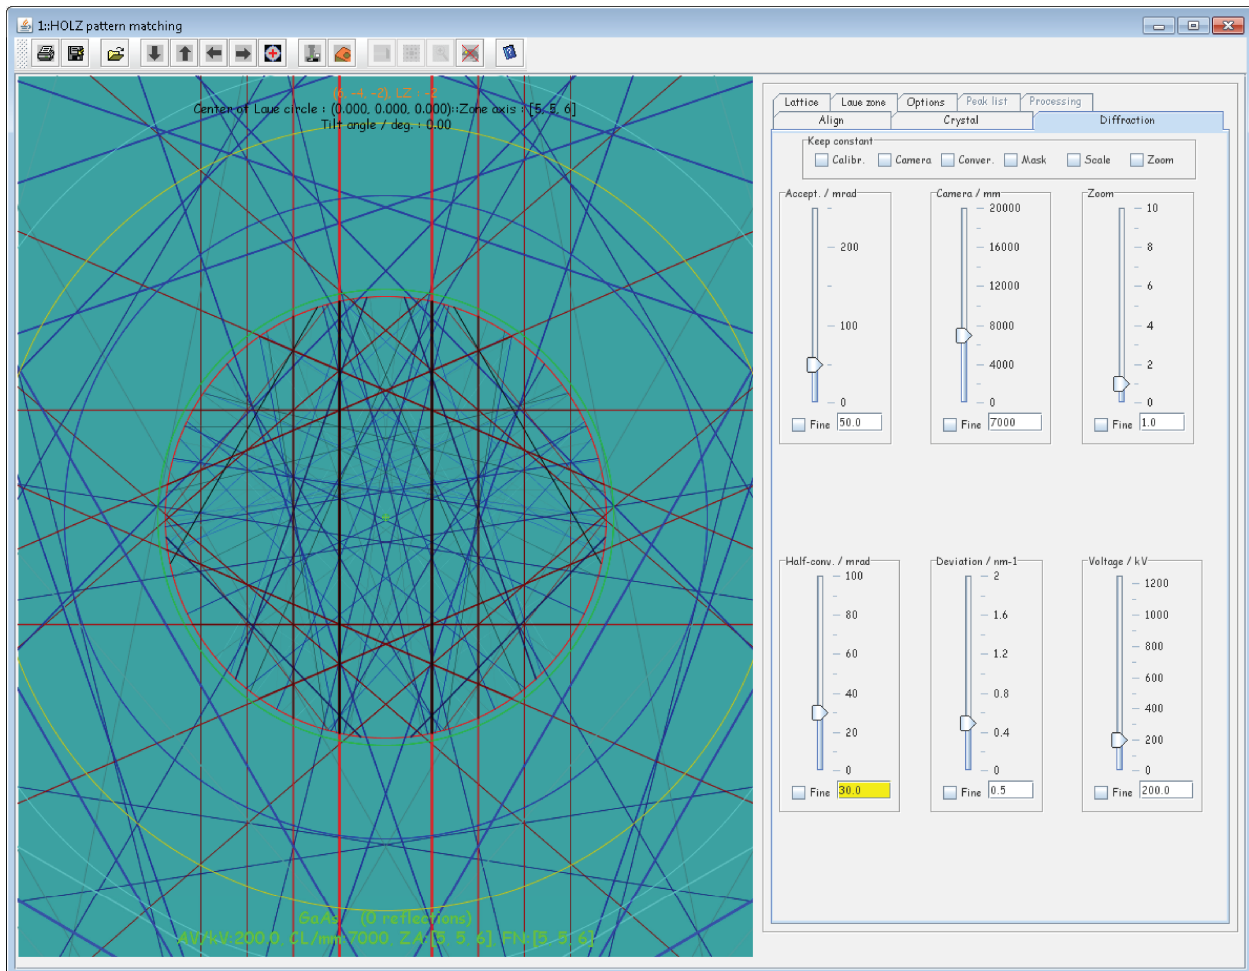 1::HOLZ pattern matching
(6, -4, -2), LZ : -2
Center of Laue circle : (0.000, 0.000, 0.000)::Zone axis : [5, 5, 6]
Tilt angle / deg. : 0.00
GaAs (0 reflections)
AV/kV:200.0, CL/mm:7000 ZA:[5, 5, 6] FN:[5, 5, 6]
Lattice Laue zone Options Peak list Processing
Align Crystal Diffraction
Keep constant
Calibr. Camera Conver. Mask Scale Zoom
Accept. / mrad Camera / mm Zoom
20000 10
200 16000 8
12000 6
100 8000 4
4000 2
0 0 0
Fine 50.0 Fine 7000 Fine 1.0
Half-conv. / mrad Deviation / nm-1 Voltage / kV
100 2 1200
80 1.6 1000
60 1.2 800
600
40 0.8 400
20 0.4 200
0 0 0
Fine 30.0 Fine 0.5 Fine 200.0